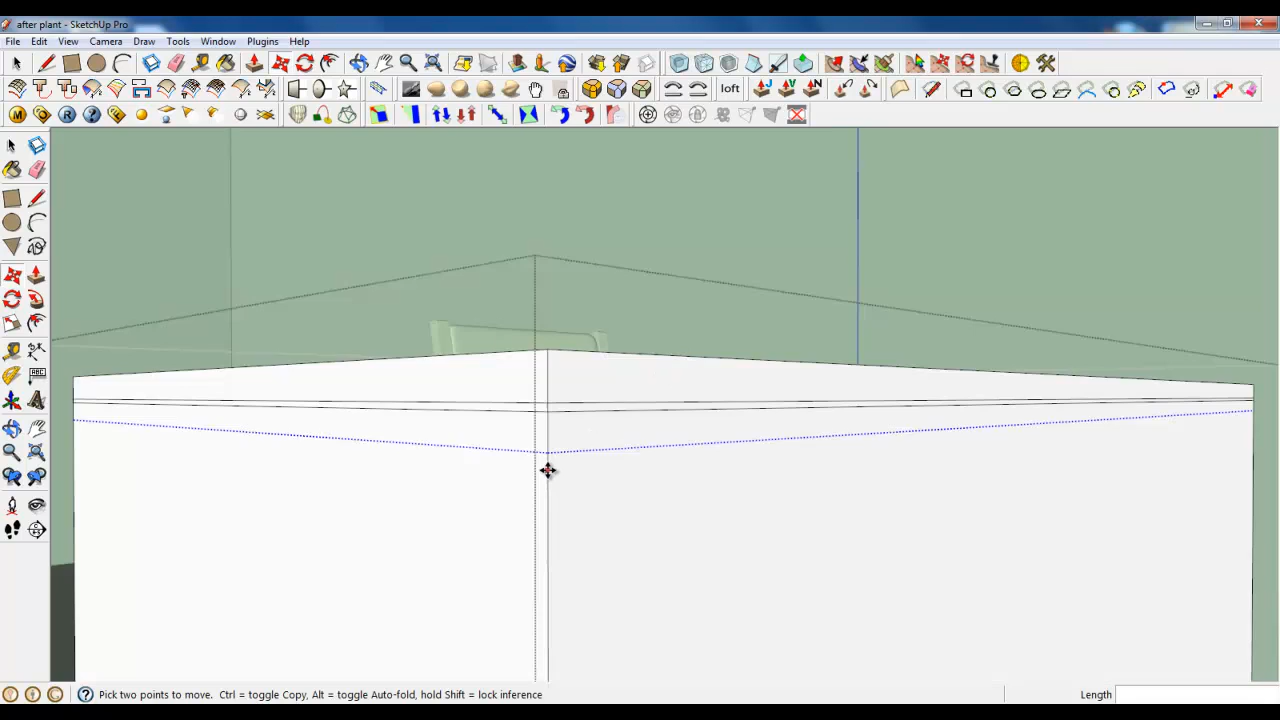 after plant - SketchUp Pro
File Edit View Camera Draw Tools Window Plugins Help
loft
Pick two points to move. Ctrl = toggle Copy, Alt = toggle Auto-fold, hold Shift = lock inference
Length